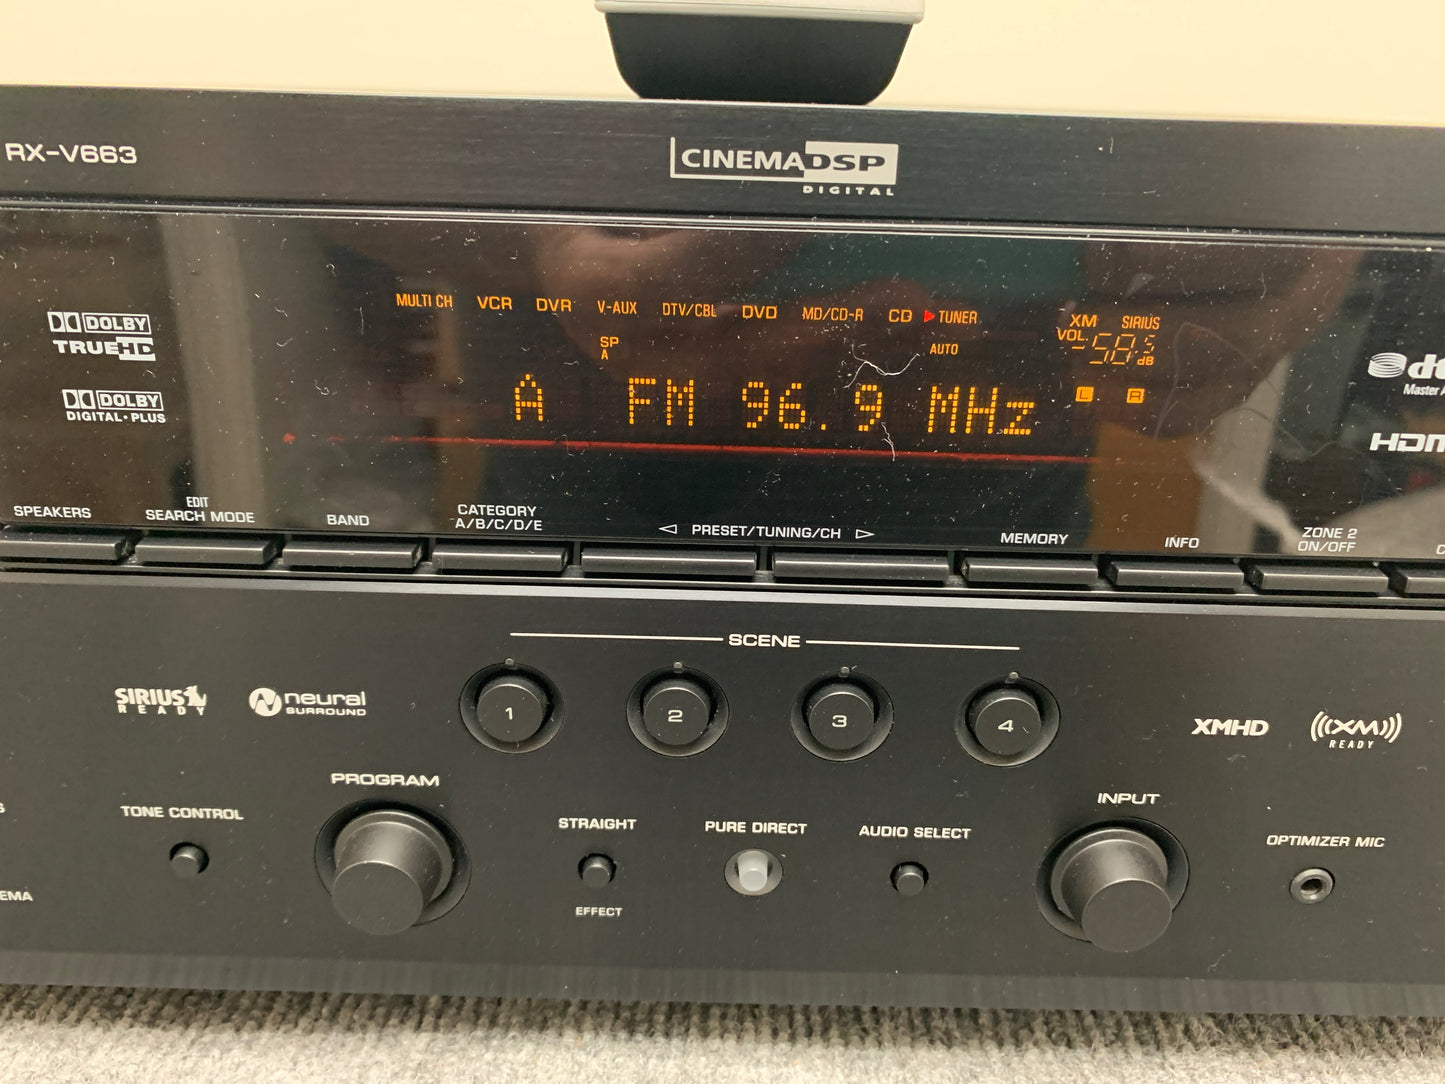 RX-V663
CINEMA DSP
DIGITAL
MULTI CH VCR DVR V-AUX DTV/CBL DVD MD/CD-R CD TUNER XM SIRIUS
VOL. -58.5 dB
SP
A
AUTO
A FM 96.9 MHz
L R
DOLBY
TRUEHD
DOLBY
DIGITAL PLUS
Master
SPEAKERS
EDIT
SEARCH MODE
BAND
CATEGORY
A/B/C/D/E
PRESET/TUNING/CH
MEMORY
INFO
ZONE 2
ON/OFF
SCENE
1 2 3 4
SIRIUS
READY
neural
SURROUND
XMHD
((XM))
READY
TONE CONTROL
PROGRAM
STRAIGHT
EFFECT
PURE DIRECT
AUDIO SELECT
INPUT
OPTIMIZER MIC